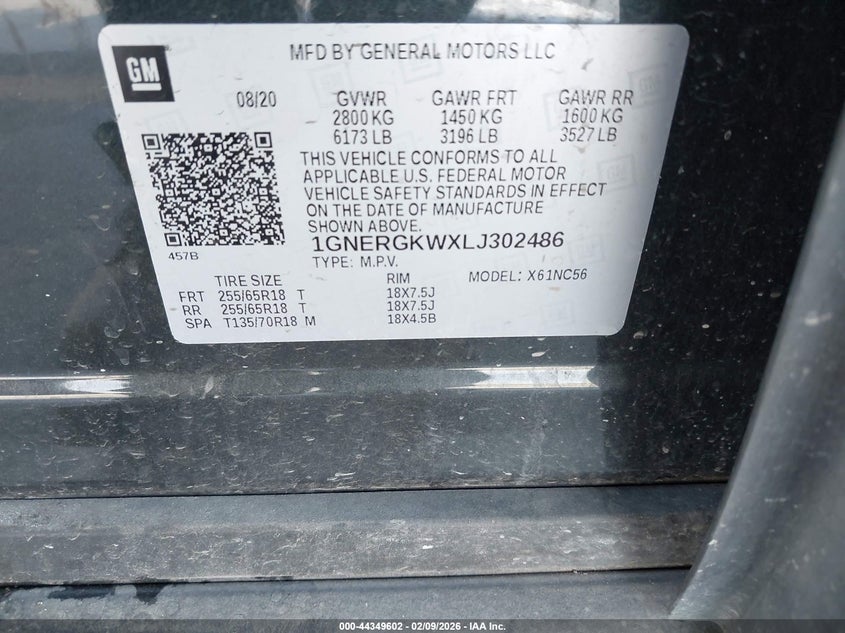 GM
MFD BY GENERAL MOTORS LLC
08/20 GVWR GAWR FRT GAWR RR
2800 KG 1450 KG 1600 KG
6173 LB 3196 LB 3527 LB
THIS VEHICLE CONFORMS TO ALL
APPLICABLE U.S. FEDERAL MOTOR
VEHICLE SAFETY STANDARDS IN EFFECT
ON THE DATE OF MANUFACTURE
SHOWN ABOVE.
457B
1GNERGKWXLJ302486
TYPE: M.P.V.
TIRE SIZE RIM MODEL: X61NC56
FRT 255/65R18 T 18X7.5J
RR 255/65R18 T 18X7.5J
SPA T135/70R18 M 18X4.5B
000-44349602 | 02/09/2026 | IAA Inc.